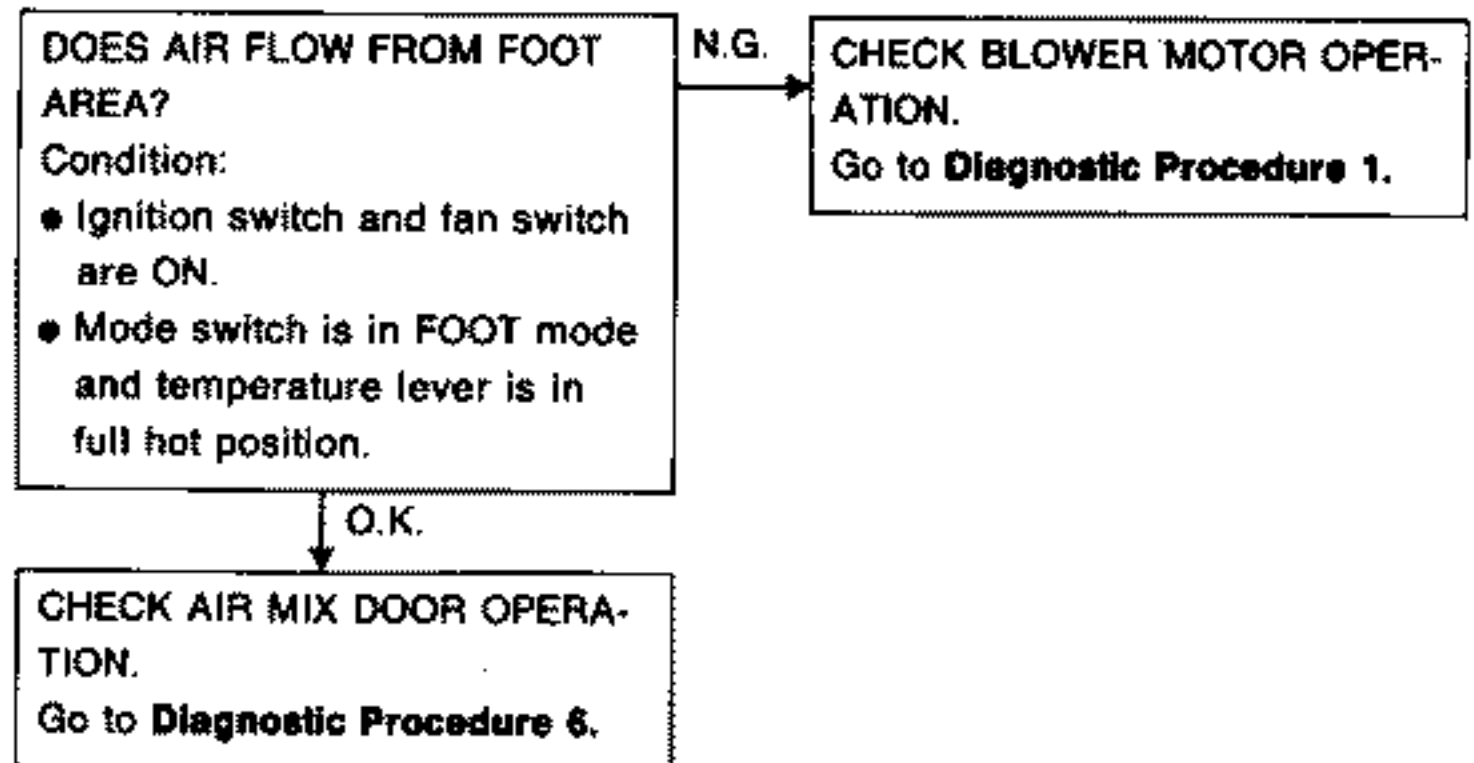 DOES AIR FLOW FROM FOOT
AREA?
Condition:
● Ignition switch and fan switch
are ON.
● Mode switch is in FOOT mode
and temperature lever is in
full hot position.
N.G.
CHECK BLOWER MOTOR OPER-
ATION.
Go to Diagnostic Procedure 1.
O.K.
CHECK AIR MIX DOOR OPERA-
TION.
Go to Diagnostic Procedure 6.